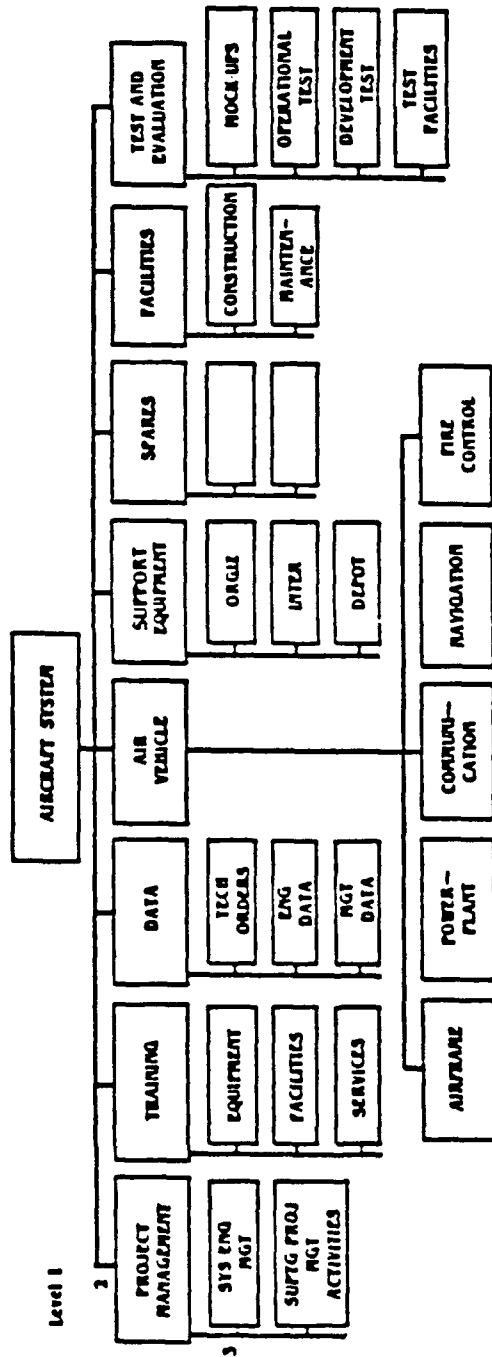 Level 1
AIRCRAFT SYSTEM
2
PROJECT
MANAGEMENT
TRAINING
DATA
AIR
VEHICLE
SUPPORT
EQUIPMENT
SPARES
FACILITIES
TEST AND
EVALUATION
3
SYS ENG
MGT
SUPTG PROJ
MGT
ACTIVITIES
EQUIPMENT
FACILITIES
SERVICES
TECH
ORDERS
ENG
DATA
MGT
DATA
ORGLE
INTER
DEPOT
CONSTRUCTION
MAINTEN-
ANCE
MOCK-UPS
OPERATIONAL
TEST
DEVELOPMENT
TEST
TEST
FACILITIES
AIRFRAME
POWER-
PLANT
COMMUNI-
CATION
NAVIGATION
FIRE
CONTROL